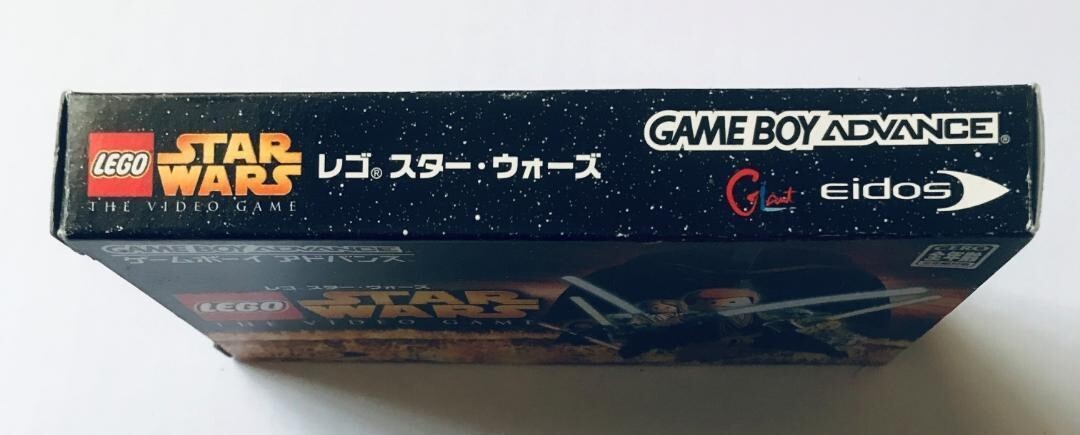 LEGO
STAR
WARS
THE VIDEO GAME
レゴ® スター・ウォーズ
GAME BOY ADVANCE®
eidos
GAME BOY ADVANCE
ゲームボーイ アドバンス
レゴ スター・ウォーズ
LEGO
STAR
WARS
THE VIDEO GAME
CERO
全年齢